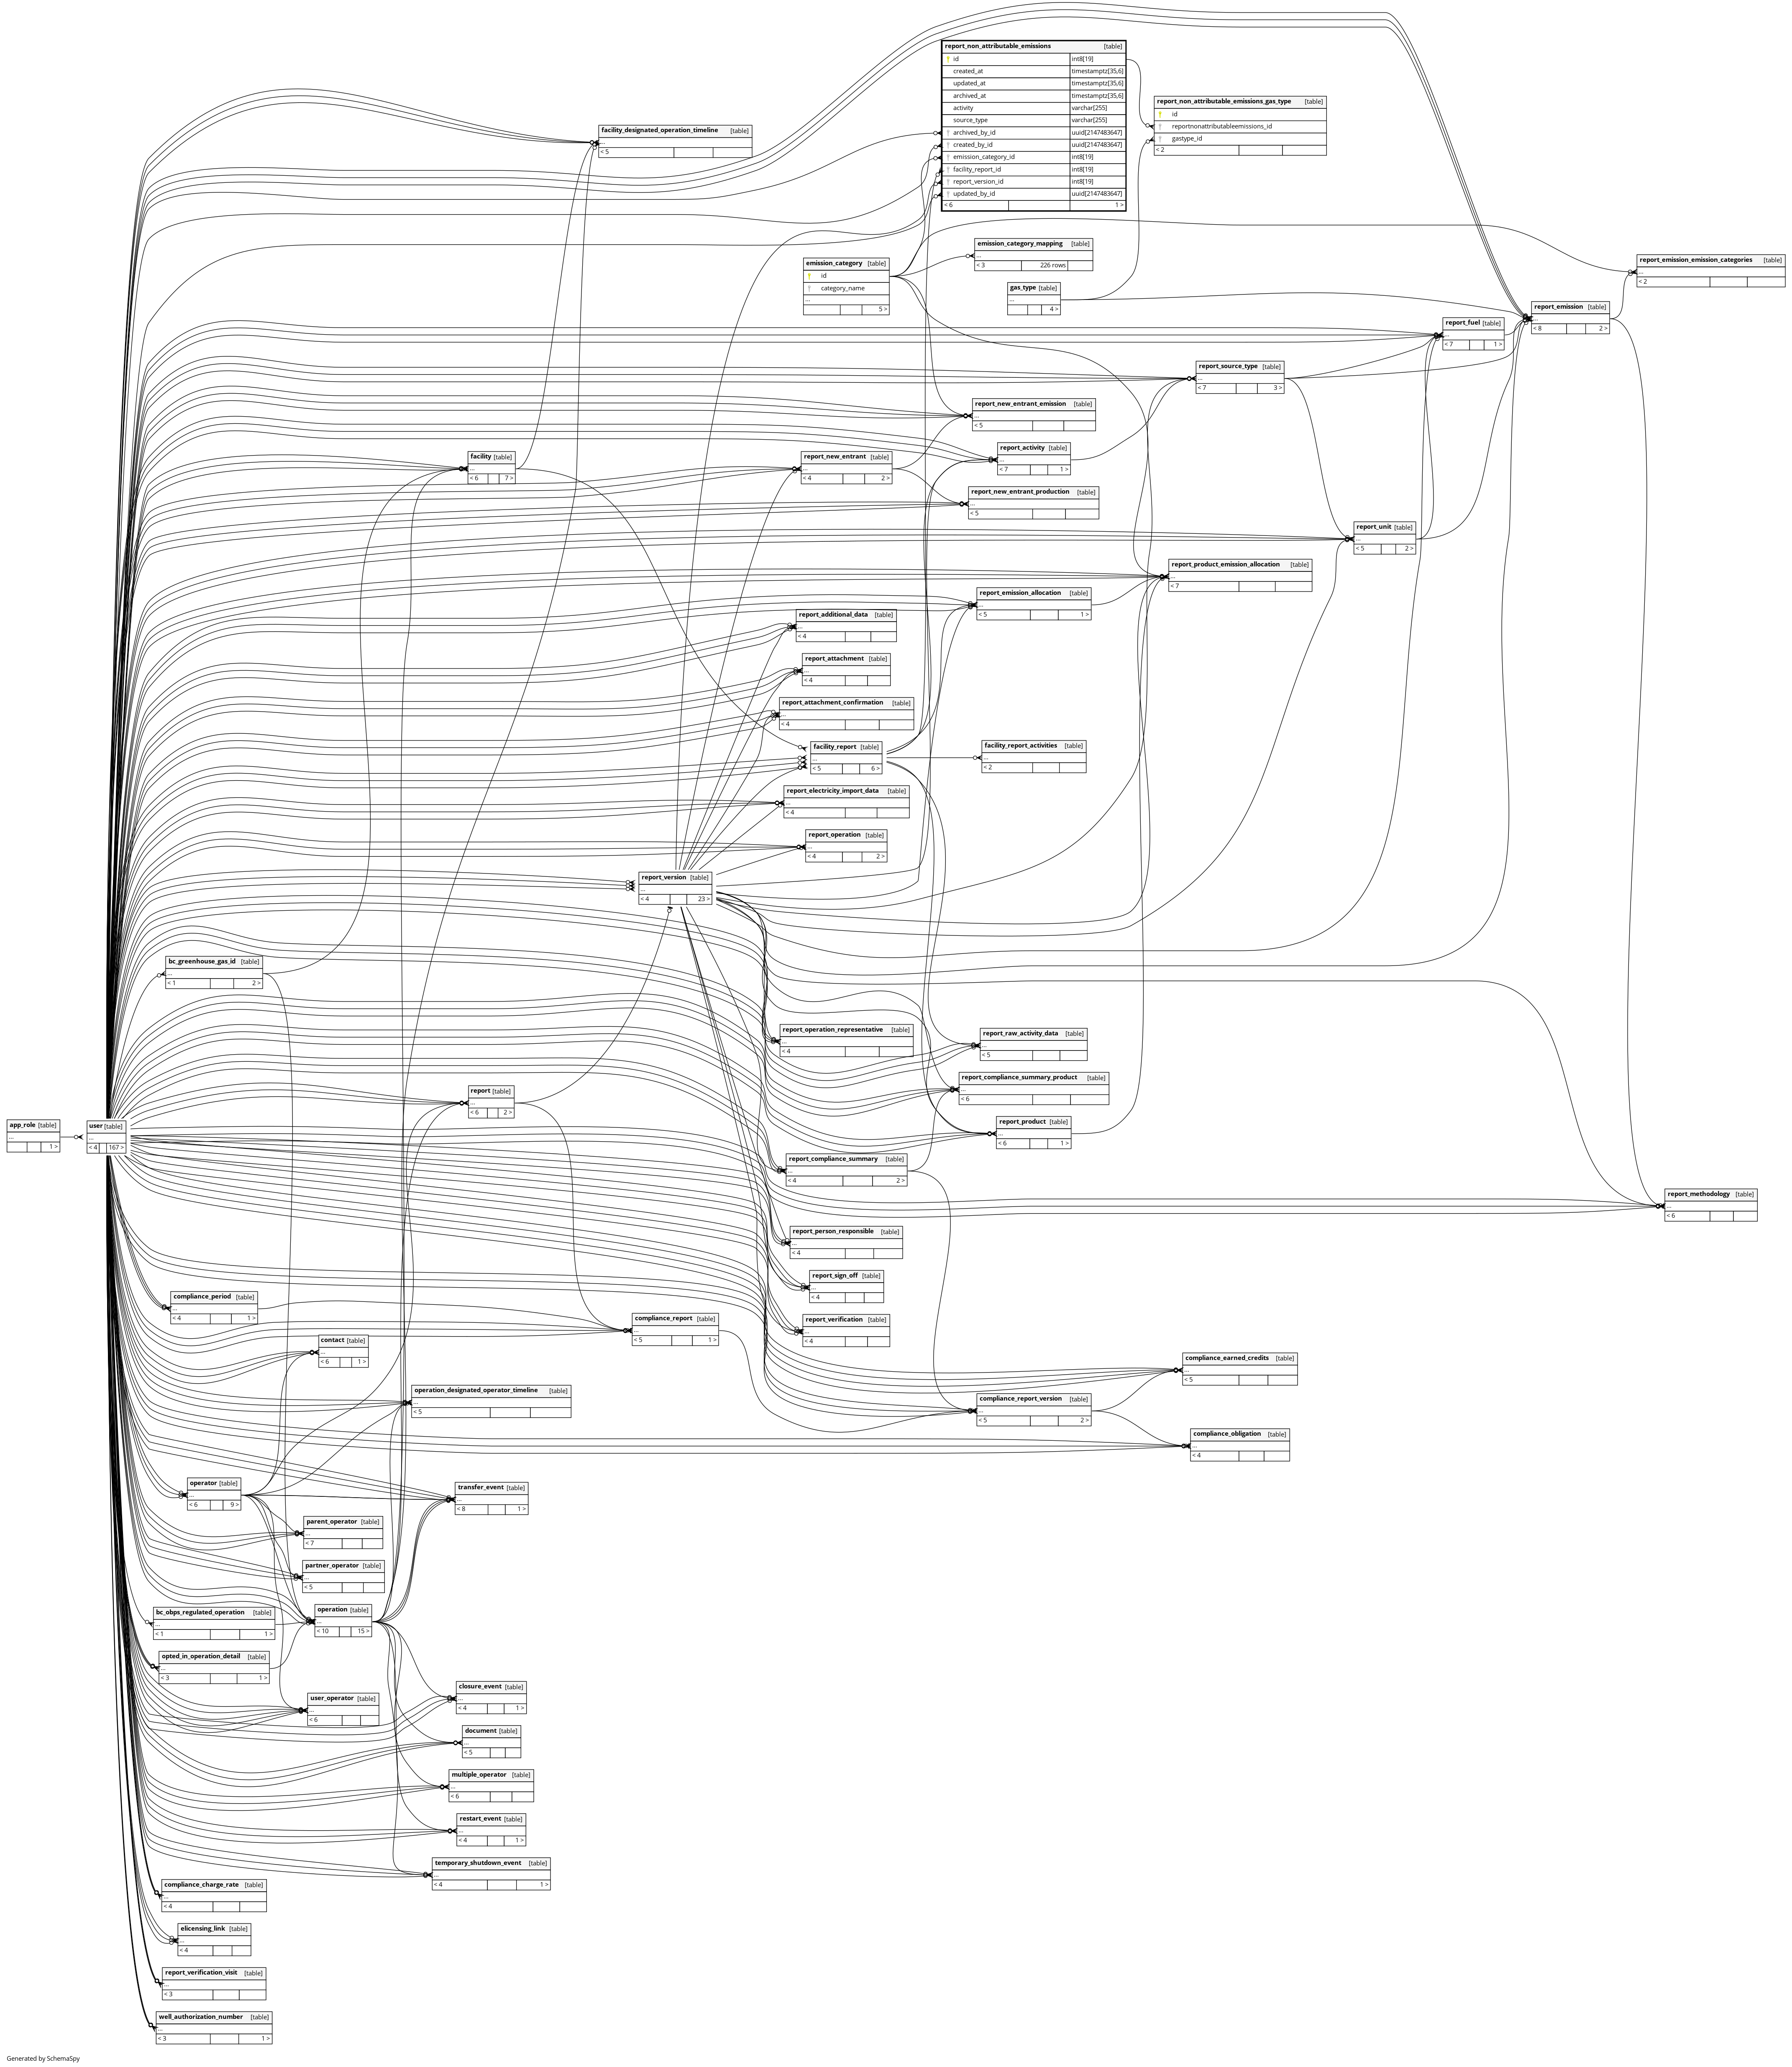 report_non_attributable_emissions [table]
id int8[19]
created_at timestamptz[35,6]
updated_at timestamptz[35,6]
archived_at timestamptz[35,6]
activity varchar[255]
source_type varchar[255]
archived_by_id uuid[2147483647]
created_by_id uuid[2147483647]
emission_category_id int8[19]
facility_report_id int8[19]
report_version_id int8[19]
updated_by_id uuid[2147483647]
< 6 1 >
report_non_attributable_emissions_gas_type [table]
id
reportnonattributableemissions_id
gastype_id
< 2
facility_designated_operation_timeline [table]
...
< 5
emission_category_mapping [table]
...
< 3 226 rows
emission_category [table]
id
category_name
...
5 >
gas_type [table]
...
4 >
report_emission_emission_categories [table]
...
< 2
report_emission [table]
...
< 8 2 >
report_fuel [table]
...
< 7 1 >
report_source_type [table]
...
< 7 3 >
report_new_entrant_emission [table]
...
< 5
report_activity [table]
...
< 7 1 >
facility [table]
...
< 6 7 >
report_new_entrant [table]
...
< 4 2 >
report_new_entrant_production [table]
...
< 5
report_unit [table]
...
< 5 2 >
report_product_emission_allocation [table]
...
< 7
report_emission_allocation [table]
...
< 5 1 >
report_additional_data [table]
...
< 4
report_attachment [table]
...
< 4
report_attachment_confirmation [table]
...
< 4
facility_report [table]
...
< 5 6 >
facility_report_activities [table]
...
< 2
report_electricity_import_data [table]
...
< 4
report_operation [table]
...
< 4 2 >
report_version [table]
...
< 4 23 >
bc_greenhouse_gas_id [table]
...
< 1 2 >
report_operation_representative [table]
...
< 4
report_raw_activity_data [table]
...
< 5
report_compliance_summary_product [table]
...
< 6
report [table]
...
< 6 2 >
report_product [table]
...
< 6 1 >
app_role [table]
...
1 >
user [table]
...
< 4 167 >
report_compliance_summary [table]
...
< 4 2 >
report_methodology [table]
...
< 6
report_person_responsible [table]
...
< 4
report_sign_off [table]
...
< 4
compliance_period [table]
...
< 4 1 >
compliance_report [table]
...
< 5 1 >
report_verification [table]
...
< 4
contact [table]
...
< 6 1 >
compliance_earned_credits [table]
...
< 5
operation_designated_operator_timeline [table]
...
< 5
compliance_report_version [table]
...
< 5 2 >
compliance_obligation [table]
...
< 4
operator [table]
...
< 6 9 >
transfer_event [table]
...
< 8 1 >
parent_operator [table]
...
< 7
partner_operator [table]
...
< 5
bc_obps_regulated_operation [table]
...
< 1 1 >
operation [table]
...
< 10 15 >
opted_in_operation_detail [table]
...
< 3 1 >
closure_event [table]
...
< 4 1 >
user_operator [table]
...
< 6
document [table]
...
< 5
multiple_operator [table]
...
< 6
restart_event [table]
...
< 4 1 >
temporary_shutdown_event [table]
...
< 4 1 >
compliance_charge_rate [table]
...
< 4
elicensing_link [table]
...
< 4
report_verification_visit [table]
...
< 3
well_authorization_number [table]
...
< 3 1 >
Generated by SchemaSpy